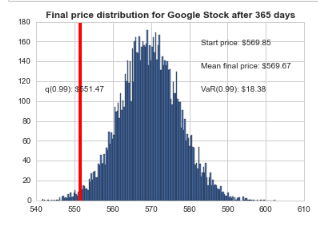 Final price distribution for Google Stock after 365 days
180
160
140
120
100
80
60
40
20
0
Start price: $569.85
Mean final price: $569.67
q(0.99): $551.47
VaR(0.99): $18.38
540 550 560 570 580 590 600 610